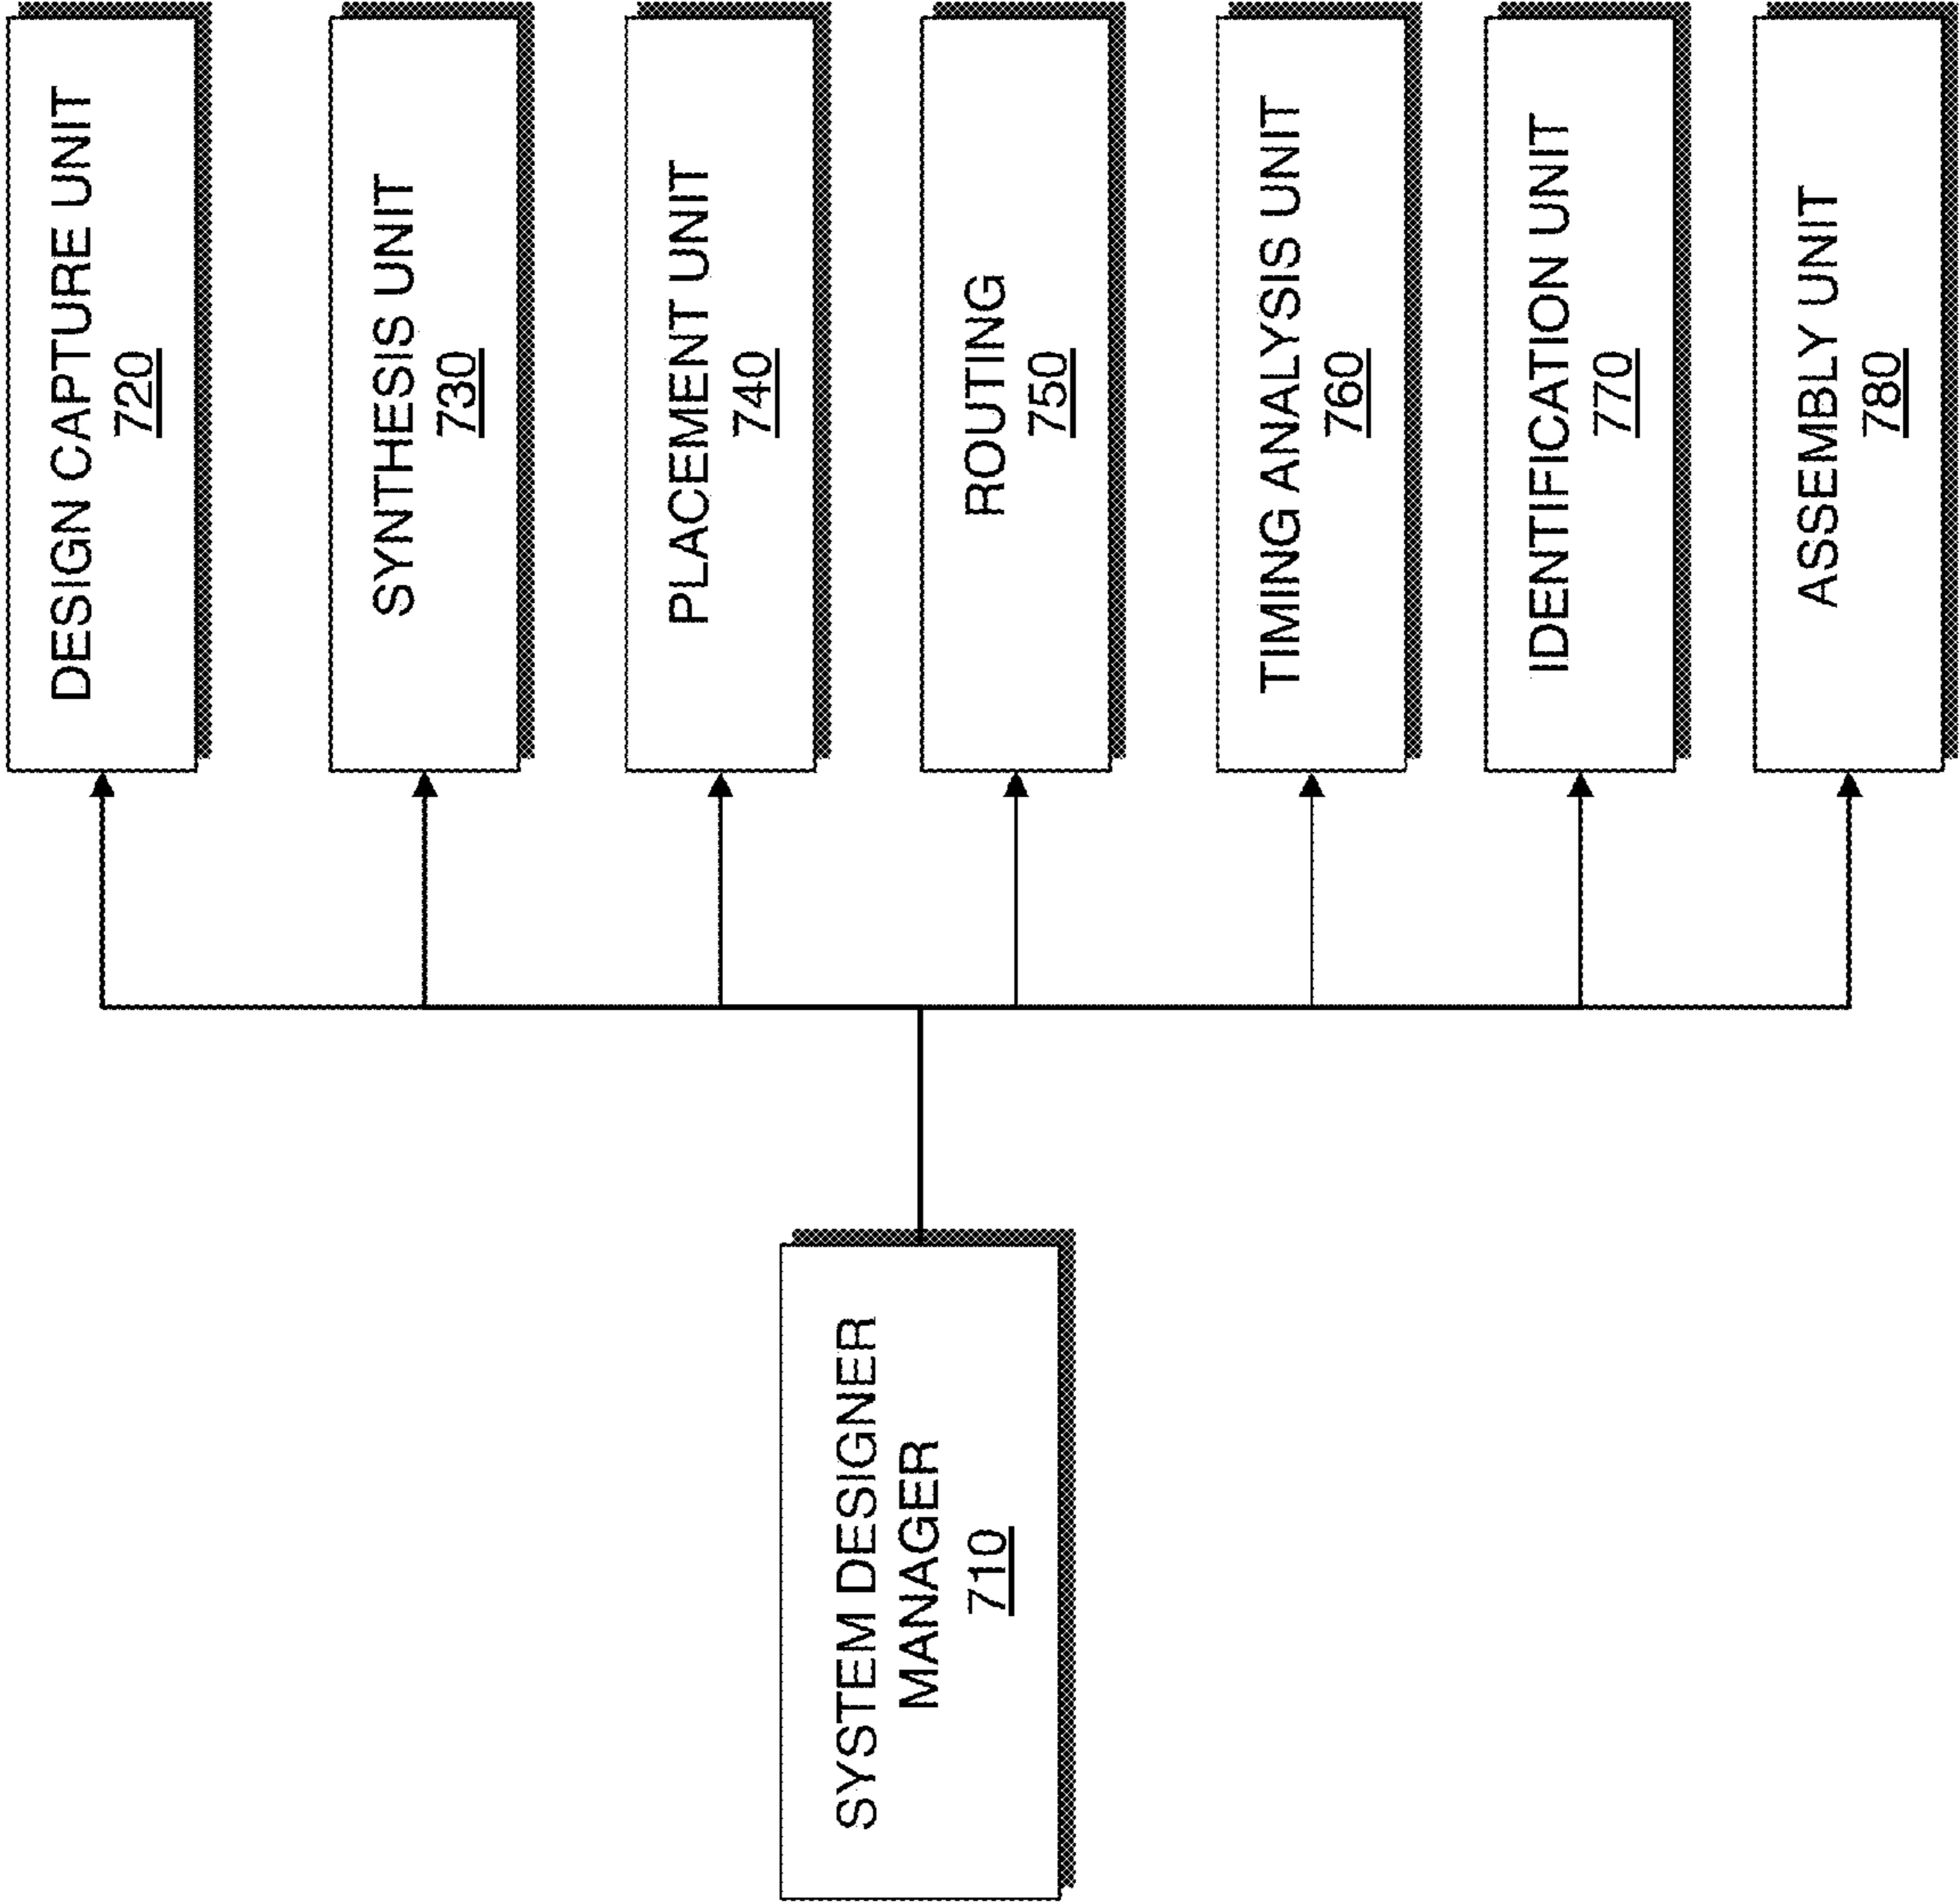 SYSTEM DESIGNER
MANAGER
710
DESIGN CAPTURE UNIT
720
SYNTHESIS UNIT
730
PLACEMENT UNIT
740
ROUTING
750
TIMING ANALYSIS UNIT
760
IDENTIFICATION UNIT
770
ASSEMBLY UNIT
780